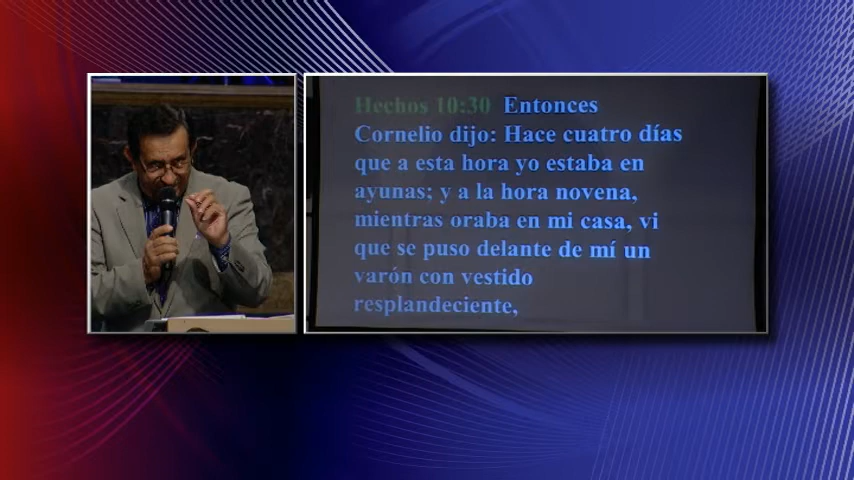 Hechos 10:30 Entonces
Cornelio dijo: Hace cuatro días
que a esta hora yo estaba en
ayunas; y a la hora novena,
mientras oraba en mi casa, vi
que se puso delante de mí un
varón con vestido
resplandeciente,